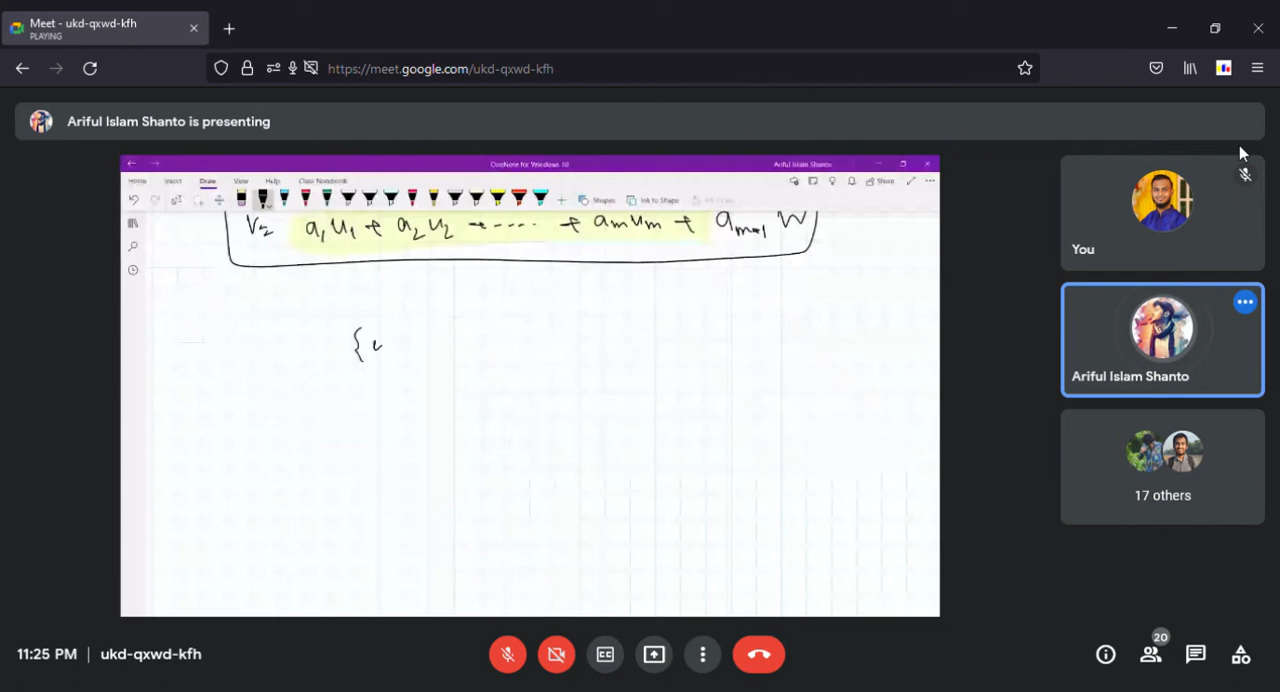 Meet - ukd-qxwd-kfh
PLAYING
https://meet.google.com/ukd-qxwd-kfh
Ariful Islam Shanto is presenting
OneNote for Windows 10
Ariful Islam Shanto
Home Insert Draw View Help Class Notebook
Share
Shapes Ink to Shape
V = a₁u₁ + a₂u₂ + ..... + aₘuₘ + aₘ₊₁ W
{
You
Ariful Islam Shanto
17 others
11:25 PM | ukd-qxwd-kfh
20